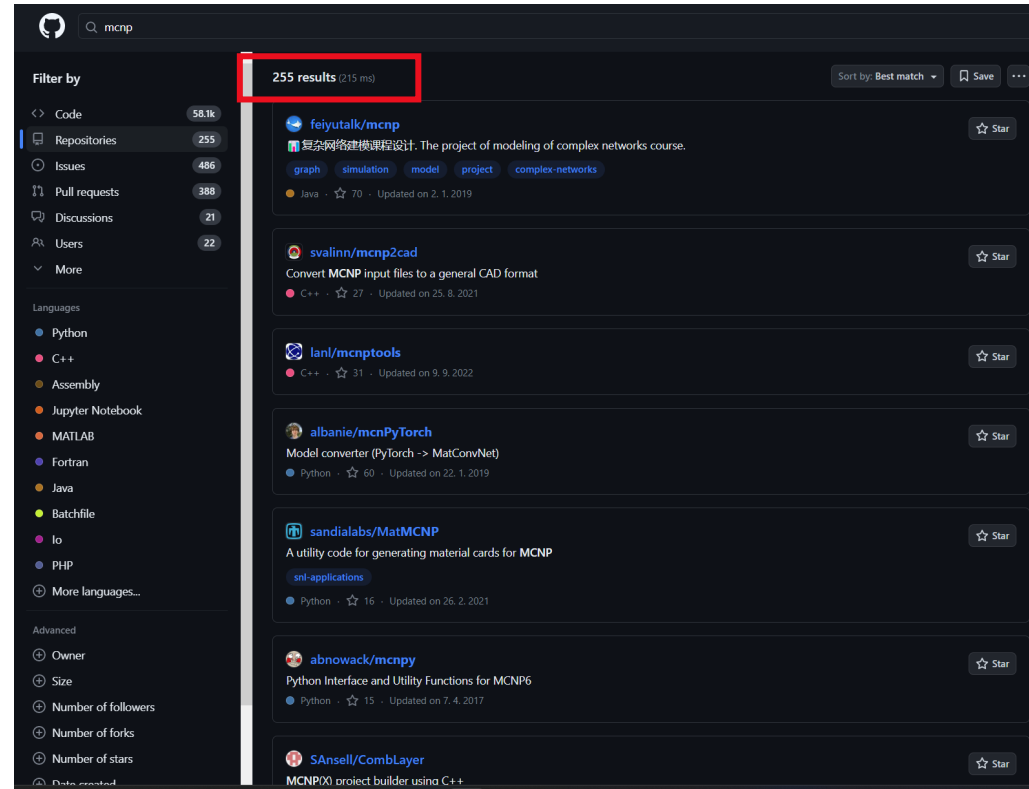 mcnp
Filter by
Code 58.1k
Repositories 255
Issues 486
Pull requests 388
Discussions 21
Users 22
More
Languages
Python
C++
Assembly
Jupyter Notebook
MATLAB
Fortran
Java
Batchfile
Io
PHP
More languages...
Advanced
Owner
Size
Number of followers
Number of forks
Number of stars
Date created
255 results (215 ms)
Sort by: Best match
Save
feiyutalk/mcnp
Star
复杂网络建模课程设计. The project of modeling of complex networks course.
graph simulation model project complex-networks
Java · 70 · Updated on 2. 1. 2019
svalinn/mcnp2cad
Star
Convert MCNP input files to a general CAD format
C++ · 27 · Updated on 25. 8. 2021
lanl/mcnptools
Star
C++ · 31 · Updated on 9. 9. 2022
albanie/mcnPyTorch
Star
Model converter (PyTorch -> MatConvNet)
Python · 60 · Updated on 22. 1. 2019
sandialabs/MatMCNP
Star
A utility code for generating material cards for MCNP
snl-applications
Python · 16 · Updated on 26. 2. 2021
abnowack/mcnpy
Star
Python Interface and Utility Functions for MCNP6
Python · 15 · Updated on 7. 4. 2017
SAnsell/CombLayer
Star
MCNP(X) project builder using C++